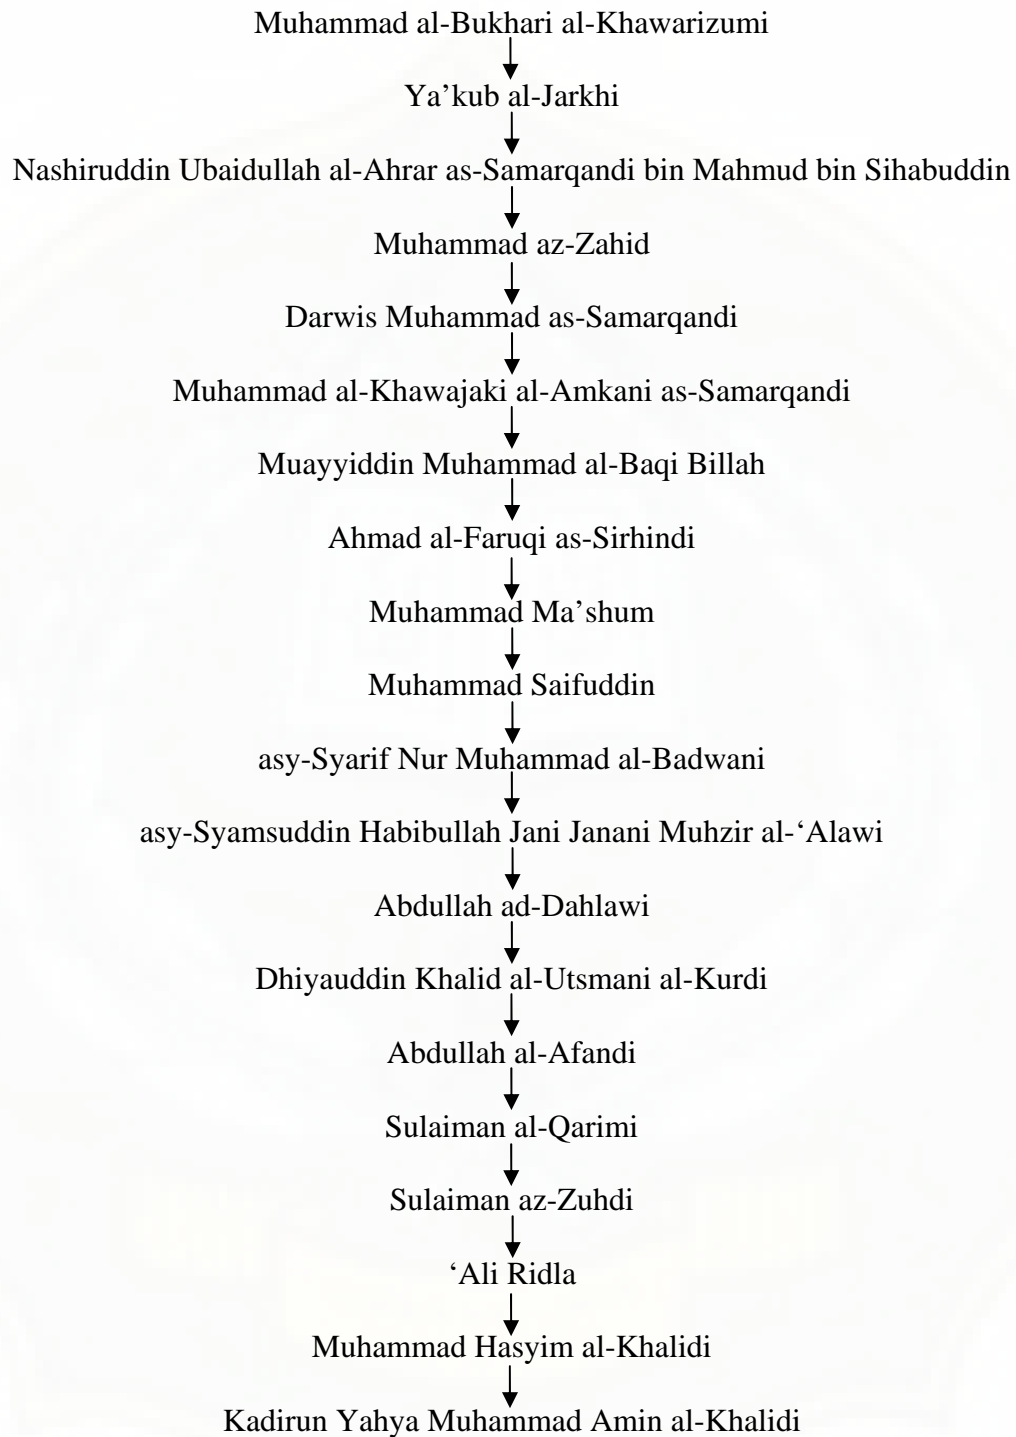 Muhammad al-Bukhari al-Khawarizumi
Ya’kub al-Jarkhi
Nashiruddin Ubaidullah al-Ahrar as-Samarqandi bin Mahmud bin Sihabuddin
Muhammad az-Zahid
Darwis Muhammad as-Samarqandi
Muhammad al-Khawajaki al-Amkani as-Samarqandi
Muayyiddin Muhammad al-Baqi Billah
Ahmad al-Faruqi as-Sirhindi
Muhammad Ma’shum
Muhammad Saifuddin
asy-Syarif Nur Muhammad al-Badwani
asy-Syamsuddin Habibullah Jani Janani Muhzir al-‘Alawi
Abdullah ad-Dahlawi
Dhiyauddin Khalid al-Utsmani al-Kurdi
Abdullah al-Afandi
Sulaiman al-Qarimi
Sulaiman az-Zuhdi
‘Ali Ridla
Muhammad Hasyim al-Khalidi
Kadirun Yahya Muhammad Amin al-Khalidi